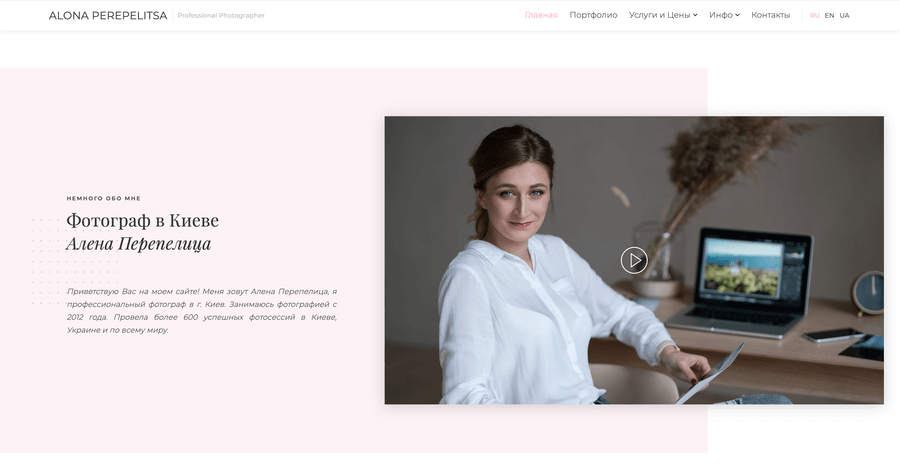 ALONA PEREPELITSA
Professional Photographer
Главная Портфолио Услуги и Цены Инфо Контакты
RU EN UA
НЕМНОГО ОБО МНЕ
Фотограф в Киеве
Алена Перепелица
Приветствую Вас на моем сайте! Меня зовут Алена Перепелица, я
профессиональный фотограф в г. Киев. Занимаюсь фотографией с
2012 года. Провела более 600 успешных фотосессий в Киеве,
Украине и по всему миру.